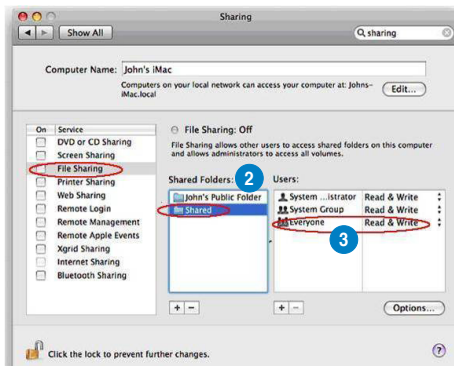 Sharing
Show All
sharing
Computer Name: John's iMac
Computers on your local network can access your computer at: Johns-
iMac.local
Edit...
On Service
DVD or CD Sharing
Screen Sharing
File Sharing
Printer Sharing
Web Sharing
Remote Login
Remote Management
Remote Apple Events
Xgrid Sharing
Internet Sharing
Bluetooth Sharing
File Sharing: Off
File Sharing allows other users to access shared folders on this computer
and allows administrators to access all volumes.
Shared Folders: 2 Users:
John's Public Folder
Shared
System ...istrator Read & Write
System Group Read & Write
Everyone Read & Write
3
+ − + −
Options...
Click the lock to prevent further changes.
?